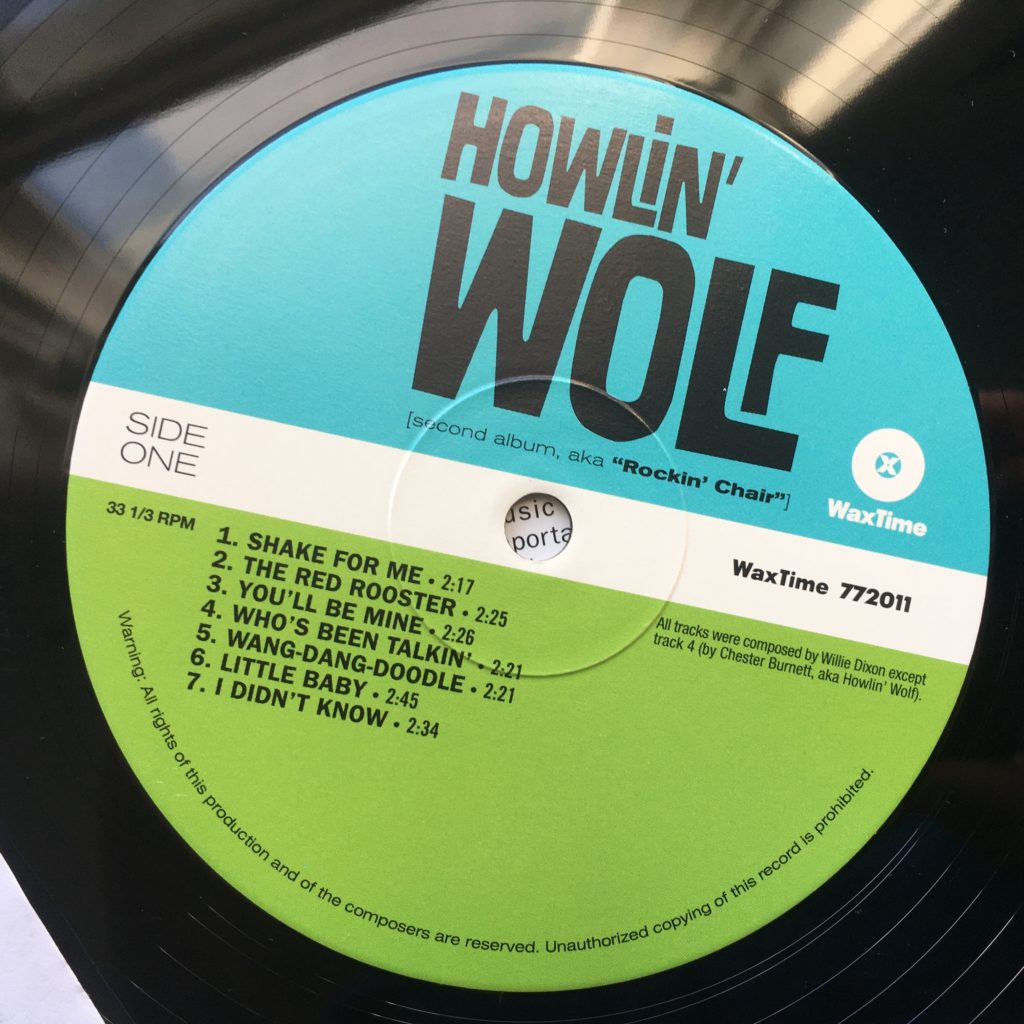 HOWLIN'
WOLF
[second album, aka "Rockin' Chair"]
WaxTime
SIDE
ONE
WaxTime 772011
33 1/3 RPM
1. SHAKE FOR ME • 2:17
2. THE RED ROOSTER • 2:25
3. YOU'LL BE MINE • 2:26
4. WHO'S BEEN TALKIN' • 2:21
5. WANG-DANG-DOODLE • 2:21
6. LITTLE BABY • 2:45
7. I DIDN'T KNOW • 2:34
All tracks were composed by Willie Dixon except
track 4 (by Chester Burnett, aka Howlin' Wolf).
Warning: All rights of this production and of the composers are reserved. Unauthorized copying of this record is prohibited.